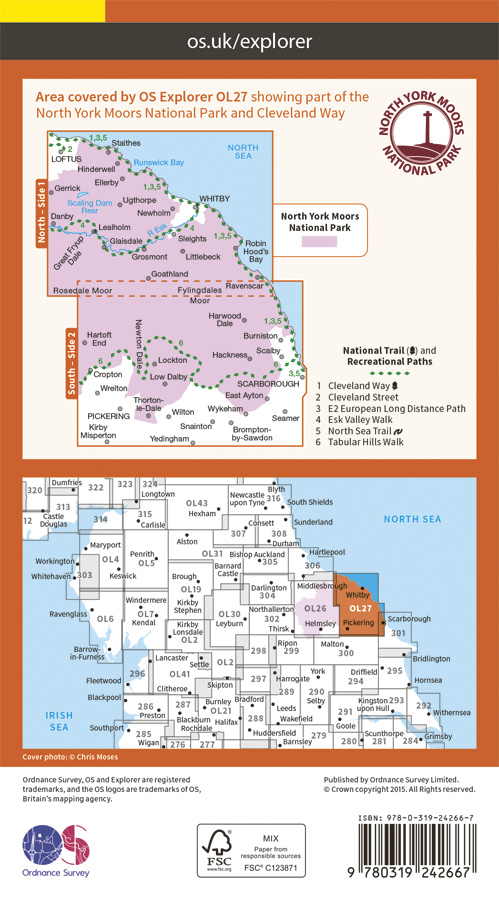 os.uk/explorer
Area covered by OS Explorer OL27 showing part of the
North York Moors National Park and Cleveland Way
NORTH YORK MOORS
NATIONAL PARK
North – Side 1
1,3,5
Staithes
2
LOFTUS
Hinderwell
Runswick Bay
NORTH
SEA
Ellerby
Gerrick
1,3,5
Scaling Dam
Resr
Ugthorpe
WHITBY
Newholm
Danby
4
Lealholm
R Esk
4
Sleights
1,3,5
Glaisdale
Great Fryup
Dale
Grosmont
Littlebeck
Robin
Hood's
Bay
Goathland
Ravenscar
Rosedale Moor
Fylingdales
Moor
North York Moors
National Park
South – Side 2
Harwood
Dale
1,3,5
Hartoft
End
Newton Dale
6
Burniston
Lockton
Hackness
Scalby
6
Cropton
Low Dalby
6
3,5
Wrelton
SCARBOROUGH
East Ayton
Thorton-
le-Dale
PICKERING
Wilton
Wykeham
Seamer
Kirby
Misperton
Snainton
Brompton-
by-Sawdon
Yedingham
National Trail ( ) and
Recreational Paths
1 Cleveland Way
2 Cleveland Street
3 E2 European Long Distance Path
4 Esk Valley Walk
5 North Sea Trail
6 Tabular Hills Walk
Dumfries
320
322
323
324
Longtown
313
12
Castle
Douglas
314
315
Carlisle
OL43
Hexham
Newcastle
upon Tyne
Blyth
316
South Shields
Consett
Sunderland
307
308
Durham
NORTH SEA
Maryport
Alston
OL31
Bishop Auckland
305
Hartlepool
306
Workington
OL4
Penrith
OL5
Barnard
Castle
Whitehaven
303
Keswick
Brough
OL19
Darlington
304
Middlesbrough
Whitby
OL26
OL27
Ravenglass
OL6
Windermere
OL7
Kendal
Kirkby
Stephen
OL30
Leyburn
Northallerton
302
Thirsk
Helmsley
Pickering
Scarborough
301
Kirkby
Lonsdale
OL2
Barrow-
in-Furness
Lancaster
Settle
OL2
298
Ripon
299
Malton
300
Bridlington
Fleetwood
296
OL41
Skipton
297
Harrogate
York
Driffield
294
295
Hornsea
Blackpool
Clitheroe
289
290
Selby
286
Preston
287
Burnley
OL21
Bradford
288
Leeds
Kingston
upon Hull
293
292
Withernsea
IRISH
SEA
Blackburn
Rochdale
Halifax
Wakefield
291
Goole
Southport
285
Wigan
276
277
Huddersfield
Barnsley
279
280
Scunthorpe
281
284
Grimsby
Cover photo: © Chris Moses
Ordnance Survey, OS and Explorer are registered
trademarks, and the OS logos are trademarks of OS,
Britain's mapping agency.
Published by Ordnance Survey Limited.
© Crown copyright 2015. All rights reserved.
OS
Ordnance Survey
FSC
www.fsc.org
MIX
Paper from
responsible sources
FSC® C123871
ISBN: 978-0-319-24266-7
9 780319 242667